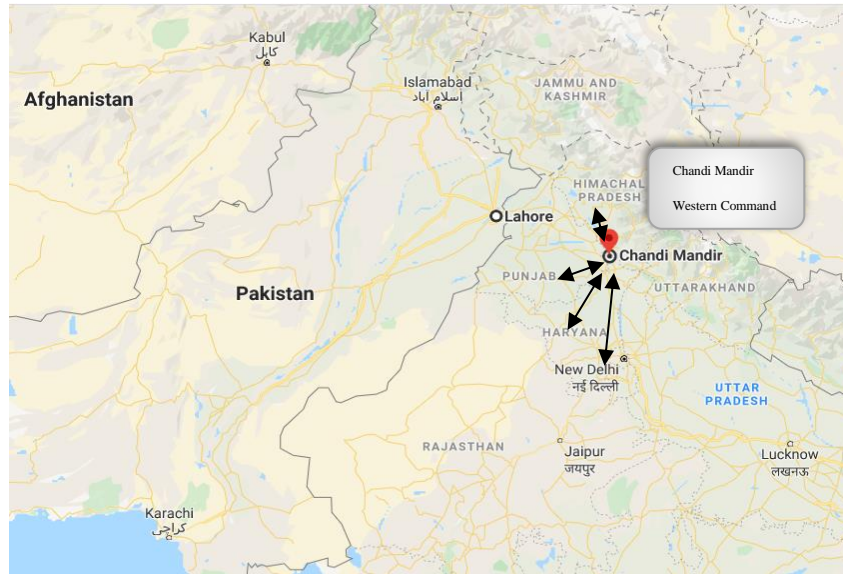 Kabul
کابل
Afghanistan
Islamabad
اسلام آباد
JAMMU AND
KASHMIR
Chandi Mandir
Western Command
HIMACHAL
PRADESH
Lahore
Chandi Mandir
PUNJAB
UTTARAKHAND
Pakistan
HARYANA
New Delhi
नई दिल्ली
UTTAR
PRADESH
RAJASTHAN
Jaipur
जयपुर
Lucknow
लखनऊ
Karachi
کراچی